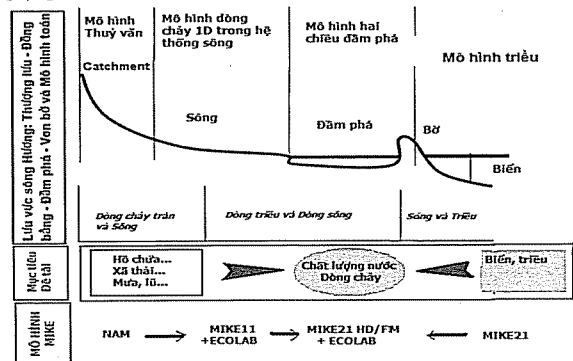 Lưu vực sông Hương: Thượng lưu - Đồng
bằng - Đầm phá - Ven bờ và Mô hình toán
Mô hình
Thuỷ văn
Catchment
Mô hình dòng
chảy 1D trong hệ
thống sông
Sông
Mô hình hai
chiều đầm phá
Đầm phá
Mô hình triều
Bờ
Biển
Dòng chảy tràn
và Sông
Dòng triều và Dòng sông
Sóng và Triều
Mục tiêu
Đề tài
Hồ chứa...
Xã thải...
Mưa, lũ...
Chất lượng nước
Dòng chảy
Biển, triều
MÔ HÌNH
MIKE
NAM
MIKE11
+ECOLAB
MIKE21 HD/FM
+ ECOLAB
MIKE21